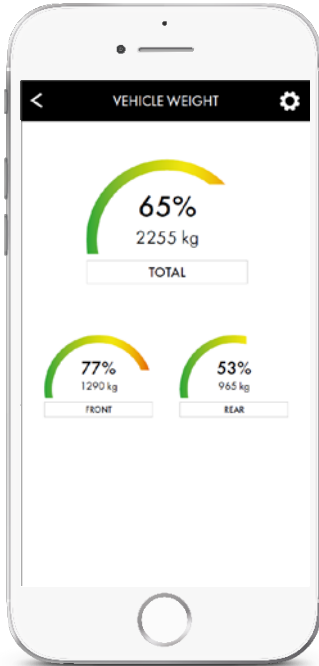 VEHICLE WEIGHT
65%
2255 kg
TOTAL
77%
1290 kg
FRONT
53%
965 kg
REAR